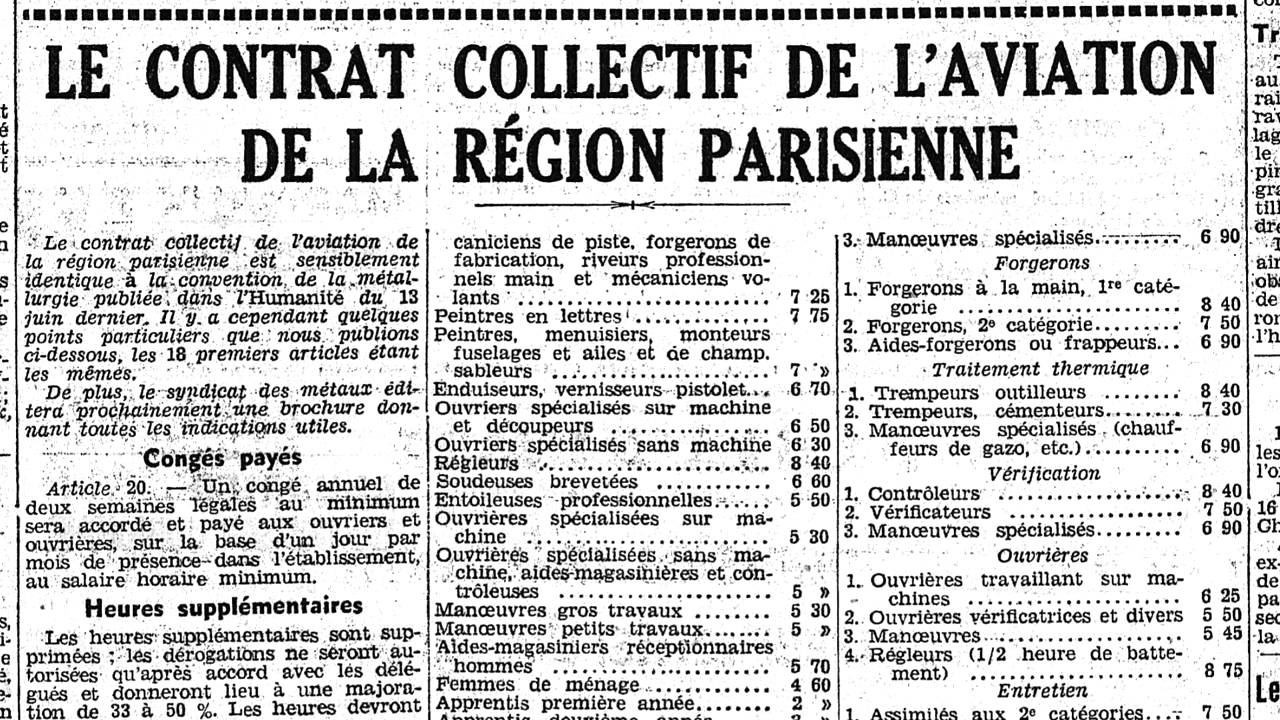 LE CONTRAT COLLECTIF DE L'AVIATION
DE LA RÉGION PARISIENNE
Le contrat collectif de l'aviation de
la région parisienne est sensiblement
identique à la convention de la métal-
lurgie publiée dans l'Humanité du 13
juin dernier. Il y a cependant quelques
points particuliers que nous publions
ci-dessous, les 18 premiers articles étant
les mêmes.
De plus, le syndicat des métaux édi-
tera prochainement une brochure don-
nant toutes les indications utiles.
Congés payés
Article 20. — Un congé annuel de
deux semaines légales au minimum
sera accordé et payé aux ouvriers et
ouvrières, sur la base d'un jour par
mois de présence dans l'établissement,
au salaire horaire minimum.
Heures supplémentaires
Les heures supplémentaires sont sup-
primées ; les dérogations ne seront au-
torisées qu'après accord avec les délé-
gués et donneront lieu à une majora-
tion de 33 à 50 %. Les heures devront
caniciens de piste, forgerons de
fabrication, riveurs profession-
nels main et mécaniciens vo-
lants ................ 7 25
Peintres en lettres .............. 7 75
Peintres, menuisiers, monteurs
fuselages et ailes et de champ.
sableurs ................ 7 »
Enduiseurs, vernisseurs pistolet... 6 70
Ouvriers spécialisés sur machine
et découpeurs ................ 6 50
Ouvriers spécialisés sans machine 6 30
Régleurs ........................ 8 40
Soudeuses brevetées ............ 6 60
Entoileuses professionnelles...... 5 50
Ouvrières spécialisées sur ma-
chine ........................ 5 30
Ouvrières spécialisées sans ma-
chine, aides-magasinières et con-
trôleuses .................... 5 »
Manœuvres gros travaux ........ 5 30
Manœuvres petits travaux....... 5 »
Aides-magasiniers réceptionnaires
hommes .................... 5 70
Femmes de ménage ............ 4 60
Apprentis première année........ 2 »
Apprentis deuxième année
3. Manœuvres spécialisés.......... 6 90
Forgerons
1. Forgerons à la main, 1re caté-
gorie .................... 8 40
2. Forgerons, 2e catégorie........ 7 50
3. Aides-forgerons ou frappeurs... 6 90
Traitement thermique
1. Trempeurs outilleurs .......... 8 40
2. Trempeurs, cémenteurs........ 7 30
3. Manœuvres spécialisés (chauf-
feurs de gazo, etc.).......... 6 90
Vérification
1. Contrôleurs .................. 8 40
2. Vérificateurs ................ 7 50
3. Manœuvres spécialisés........ 6 90
Ouvrières
1. Ouvrières travaillant sur ma-
chines .................... 6 25
2. Ouvrières vérificatrices et divers 5 50
3. Manœuvres.................... 5 45
4. Régleurs (1/2 heure de batte-
ment) .................... 8 75
Entretien
1. Assimilés aux 2e catégories..... 7 50